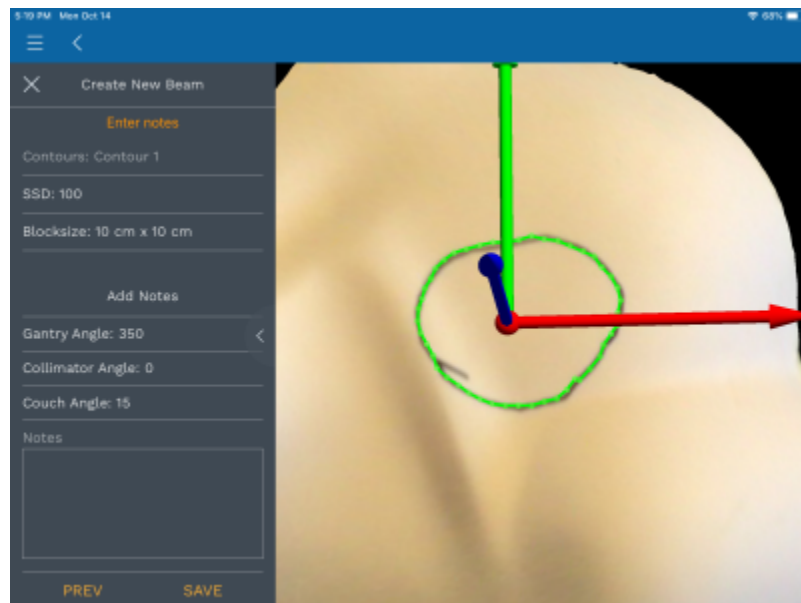 5:19 PM Mon Oct 14
68%
Create New Beam
Enter notes
Contours: Contour 1
SSD: 100
Blocksize: 10 cm x 10 cm
Add Notes
Gantry Angle: 350
Collimator Angle: 0
Couch Angle: 15
Notes
PREV SAVE